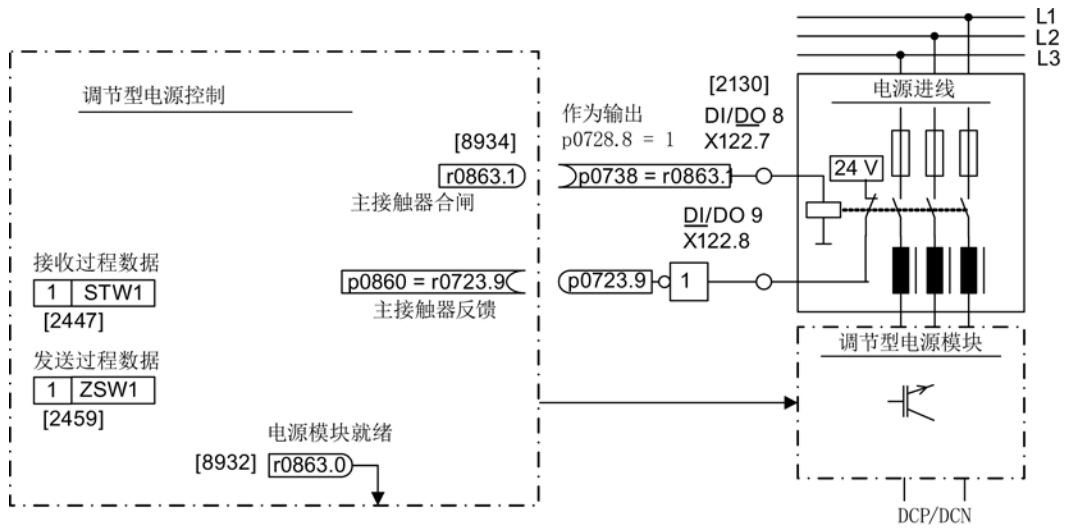 L1
L2
L3
调节型电源控制
[2130]
电源进线
作为输出
DI/DO 8
p0728.8 = 1
X122.7
[8934]
24 V
r0863.1
p0738 = r0863.1
主接触器合闸
DI/DO 9
X122.8
接收过程数据
p0860 = r0723.9
p0723.9
1
1 STW1
主接触器反馈
[2447]
调节型电源模块
发送过程数据
1 ZSW1
[2459]
电源模块就绪
[8932]
r0863.0
DCP/DCN